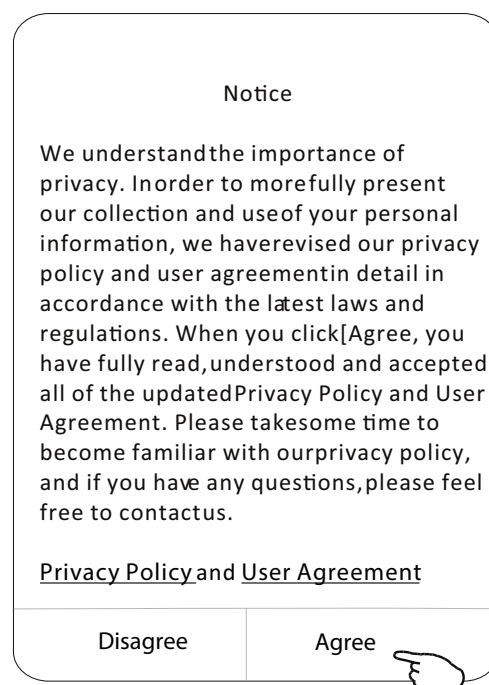 Notice
We understandthe importance of
privacy. Inorder to morefully present
our collection and useof your personal
information, we haverevised our privacy
policy and user agreementin detail in
accordance with the latest laws and
regulations. When you click[Agree, you
have fully read,understood and accepted
all of the updatedPrivacy Policy and User
Agreement. Please takesome time to
become familiar with ourprivacy policy,
and if you have any questions,please feel
free to contactus.
Privacy Policy and User Agreement
Disagree Agree